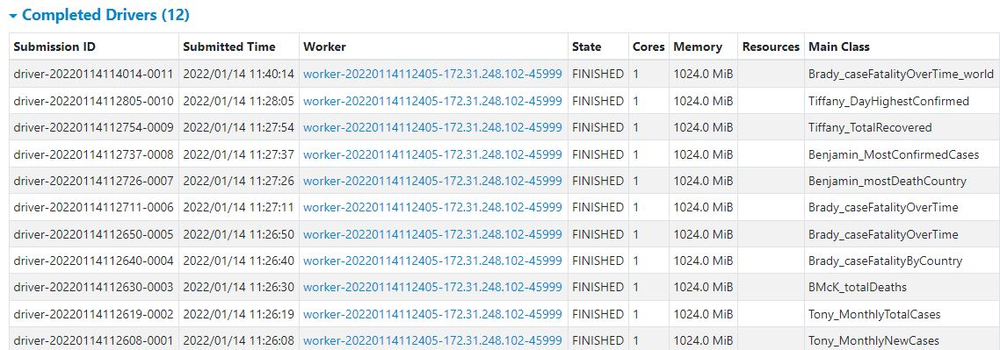 Completed Drivers (12)
Submission ID Submitted Time Worker State Cores Memory Resources Main Class
driver-20220114114014-0011 2022/01/14 11:40:14 worker-20220114112405-172.31.248.102-45999 FINISHED 1 1024.0 MiB Brady_caseFatalityOverTime_world
driver-20220114112805-0010 2022/01/14 11:28:05 worker-20220114112405-172.31.248.102-45999 FINISHED 1 1024.0 MiB Tiffany_DayHighestConfirmed
driver-20220114112754-0009 2022/01/14 11:27:54 worker-20220114112405-172.31.248.102-45999 FINISHED 1 1024.0 MiB Tiffany_TotalRecovered
driver-20220114112737-0008 2022/01/14 11:27:37 worker-20220114112405-172.31.248.102-45999 FINISHED 1 1024.0 MiB Benjamin_MostConfirmedCases
driver-20220114112726-0007 2022/01/14 11:27:26 worker-20220114112405-172.31.248.102-45999 FINISHED 1 1024.0 MiB Benjamin_mostDeathCountry
driver-20220114112711-0006 2022/01/14 11:27:11 worker-20220114112405-172.31.248.102-45999 FINISHED 1 1024.0 MiB Brady_caseFatalityOverTime
driver-20220114112650-0005 2022/01/14 11:26:50 worker-20220114112405-172.31.248.102-45999 FINISHED 1 1024.0 MiB Brady_caseFatalityOverTime
driver-20220114112640-0004 2022/01/14 11:26:40 worker-20220114112405-172.31.248.102-45999 FINISHED 1 1024.0 MiB Brady_caseFatalityByCountry
driver-20220114112630-0003 2022/01/14 11:26:30 worker-20220114112405-172.31.248.102-45999 FINISHED 1 1024.0 MiB BMcK_totalDeaths
driver-20220114112619-0002 2022/01/14 11:26:19 worker-20220114112405-172.31.248.102-45999 FINISHED 1 1024.0 MiB Tony_MonthlyTotalCases
driver-20220114112608-0001 2022/01/14 11:26:08 worker-20220114112405-172.31.248.102-45999 FINISHED 1 1024.0 MiB Tony_MonthlyNewCases